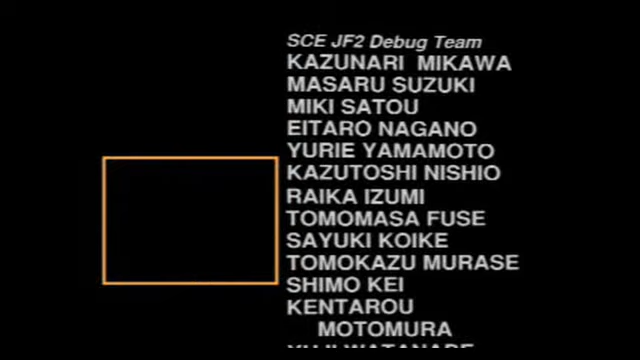 SCE JF2 Debug Team
KAZUNARI MIKAWA
MASARU SUZUKI
MIKI SATOU
EITARO NAGANO
YURIE YAMAMOTO
KAZUTOSHI NISHIO
RAIKA IZUMI
TOMOMASA FUSE
SAYUKI KOIKE
TOMOKAZU MURASE
SHIMO KEI
KENTAROU
MOTOMURA